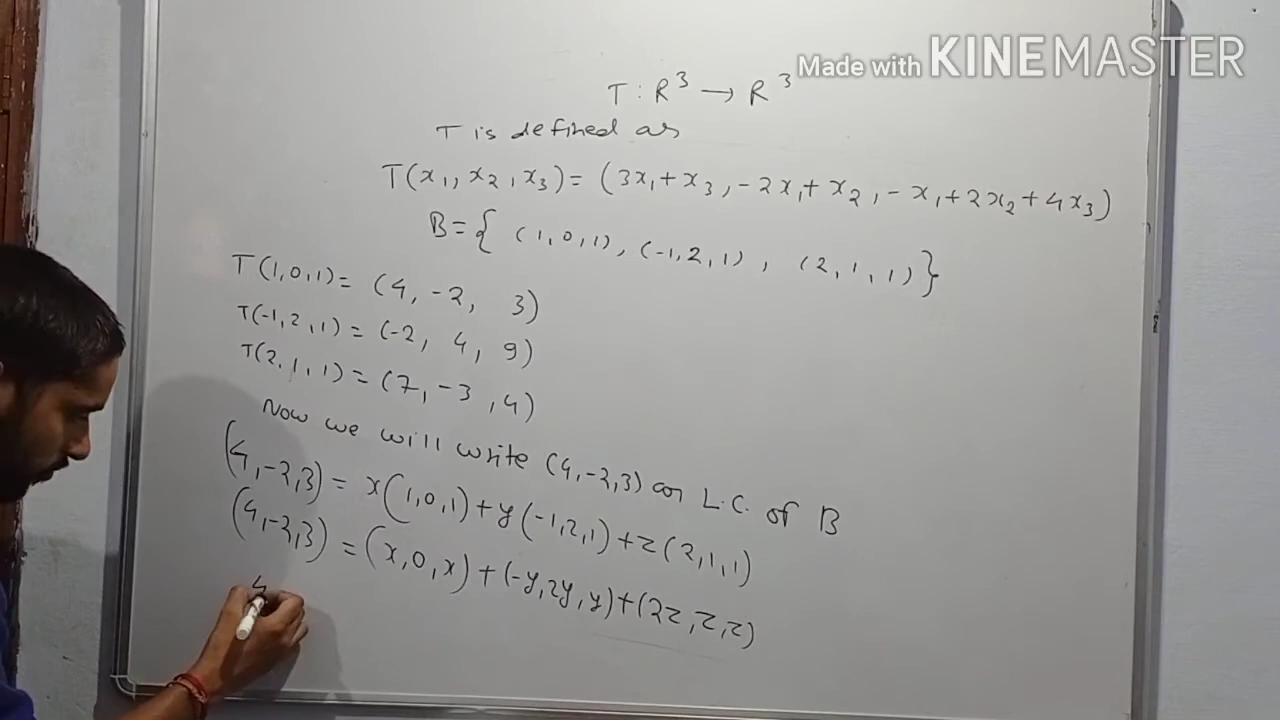 Made with KINEMASTER
T : R³ → R³
T is defined as
T(x₁, x₂, x₃) = (3x₁ + x₃, -2x₁ + x₂, -x₁ + 2x₂ + 4x₃)
B = { (1, 0, 1), (-1, 2, 1), (2, 1, 1) }
T(1, 0, 1) = (4, -2, 3)
T(-1, 2, 1) = (-2, 4, 9)
T(2, 1, 1) = (7, -3, 4)
Now we will write (4, -2, 3) as L.C. of B
(4, -2, 3) = x(1, 0, 1) + y(-1, 2, 1) + z(2, 1, 1)
(4, -2, 3) = (x, 0, x) + (-y, 2y, y) + (2z, z, z)
4